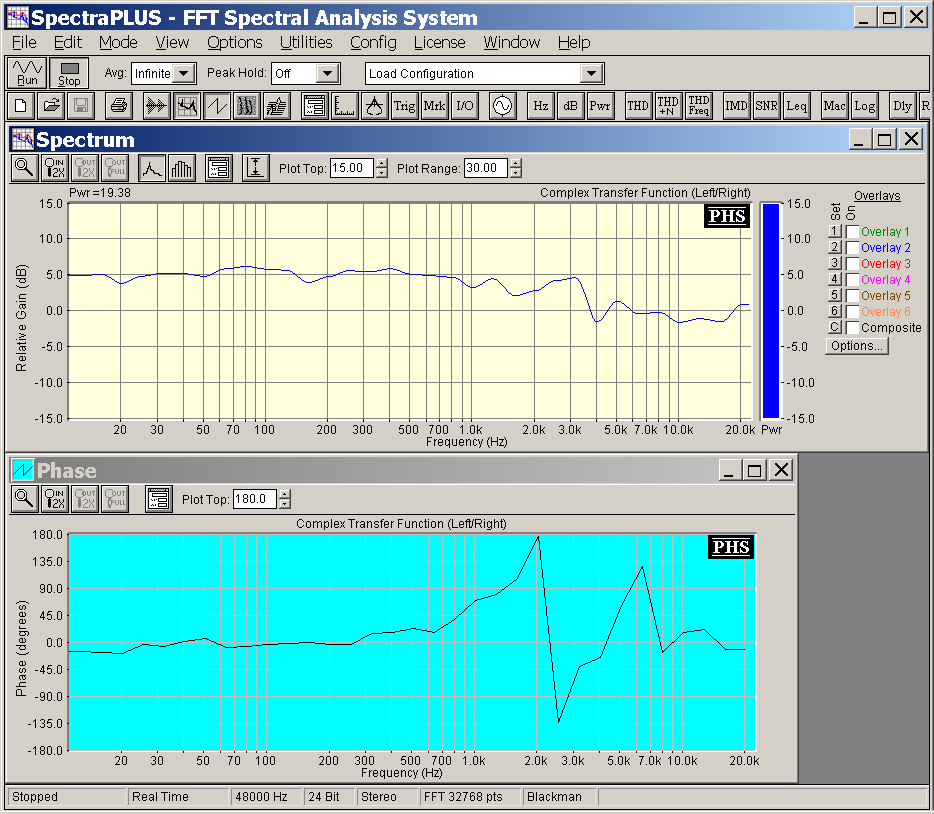 SpectraPLUS - FFT Spectral Analysis System
File Edit Mode View Options Utilities Config License Window Help
Run Stop Avg: Infinite Peak Hold: Off Load Configuration
Trig Mrk I/O Hz dB Pwr THD THD +N THD Freq IMD SNR Leq Mac Log Dly R
Spectrum
IN 2X OUT 2X OUT FULL Plot Top: 15.00 Plot Range: 30.00
Pwr =19.38 Complex Transfer Function (Left/Right)
PHS
Relative Gain (dB)
15.0
10.0
5.0
0.0
-5.0
-10.0
-15.0
20 30 50 70 100 200 300 500 700 1.0k 2.0k 3.0k 5.0k 7.0k 10.0k 20.0k
Frequency (Hz)
15.0
10.0
5.0
0.0
-5.0
-10.0
-15.0
Pwr
Set On Overlays
1 Overlay 1
2 Overlay 2
3 Overlay 3
4 Overlay 4
5 Overlay 5
6 Overlay 6
C Composite
Options...
Phase
IN 2X OUT 2X OUT FULL Plot Top: 180.0
Complex Transfer Function (Left/Right)
PHS
Phase (degrees)
180.0
135.0
90.0
45.0
0.0
-45.0
-90.0
-135.0
-180.0
20 30 50 70 100 200 300 500 700 1.0k 2.0k 3.0k 5.0k 7.0k 10.0k 20.0k
Frequency (Hz)
Stopped Real Time 48000 Hz 24 Bit Stereo FFT 32768 pts Blackman